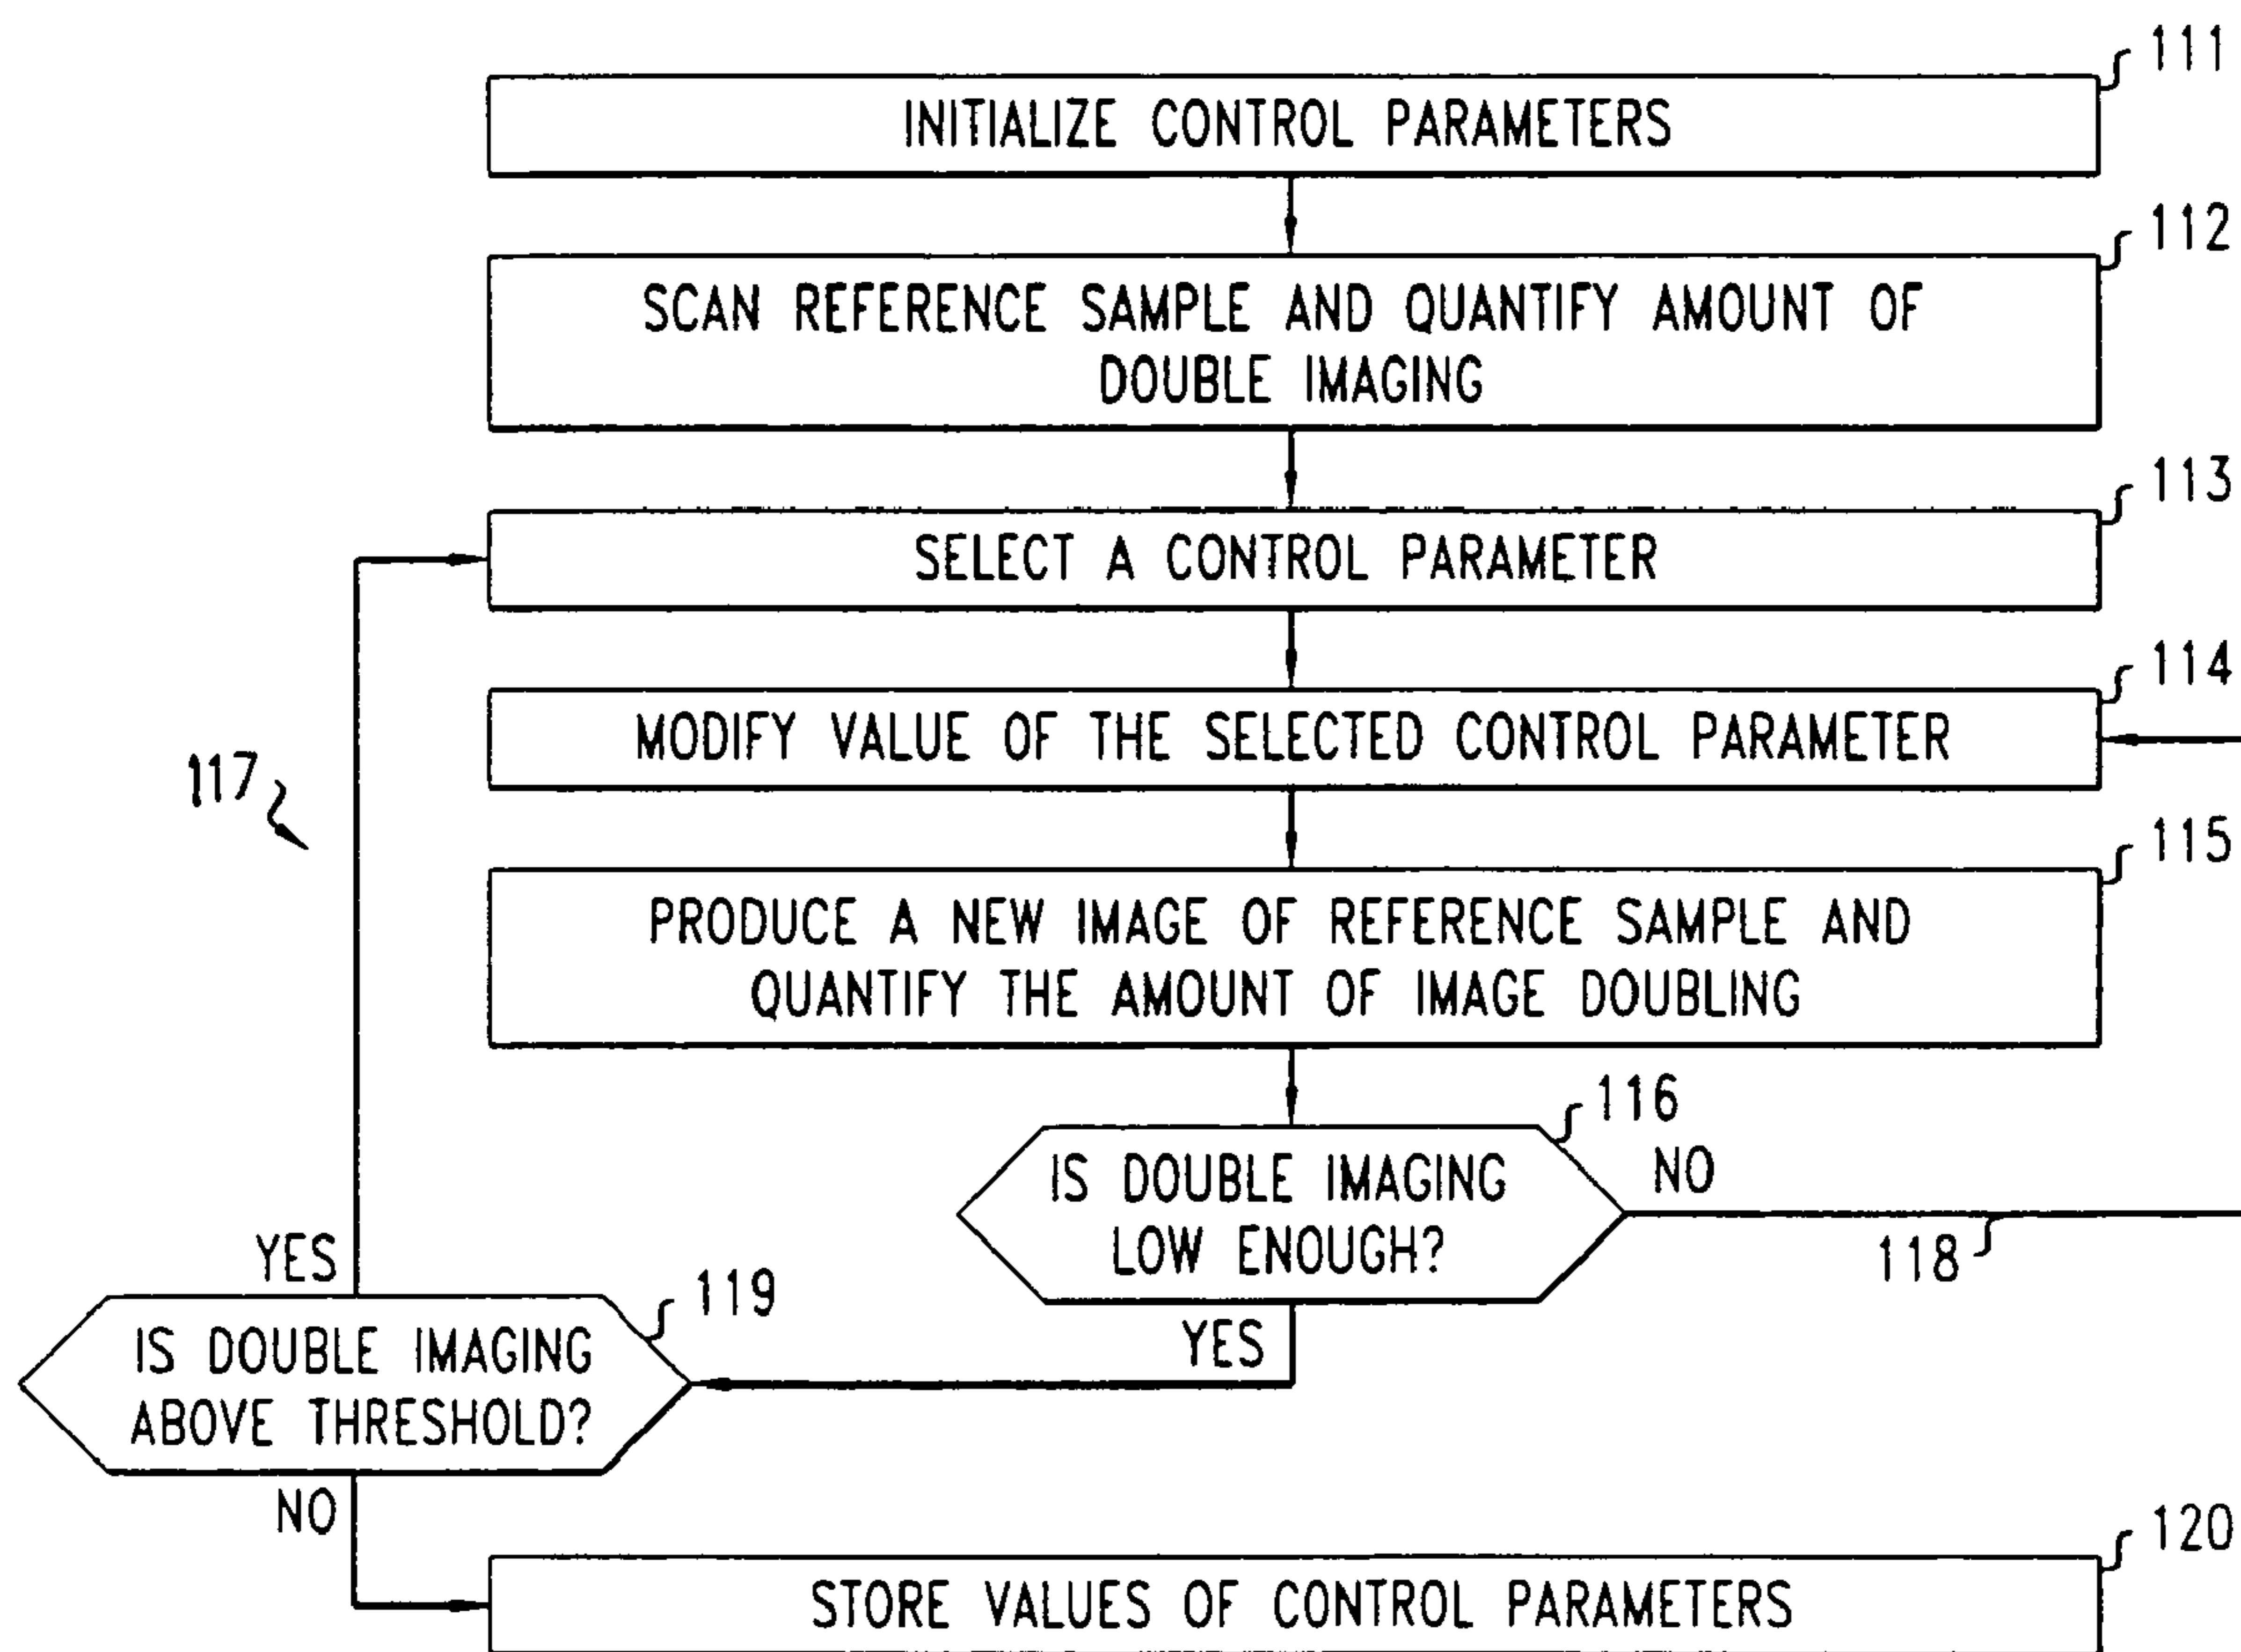 111
INITIALIZE CONTROL PARAMETERS
112
SCAN REFERENCE SAMPLE AND QUANTIFY AMOUNT OF
DOUBLE IMAGING
113
SELECT A CONTROL PARAMETER
114
MODIFY VALUE OF THE SELECTED CONTROL PARAMETER
117
115
PRODUCE A NEW IMAGE OF REFERENCE SAMPLE AND
QUANTIFY THE AMOUNT OF IMAGE DOUBLING
116
IS DOUBLE IMAGING
LOW ENOUGH?
NO
118
YES
YES
119
IS DOUBLE IMAGING
ABOVE THRESHOLD?
NO
120
STORE VALUES OF CONTROL PARAMETERS